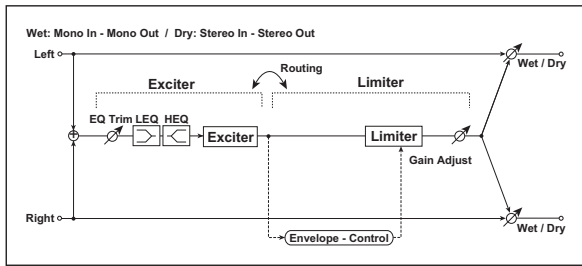 Wet: Mono In - Mono Out / Dry: Stereo In - Stereo Out
Left
Wet / Dry
Routing
Exciter
Limiter
EQ Trim
LEQ
HEQ
Exciter
Limiter
Gain Adjust
Right
Wet / Dry
Envelope - Control